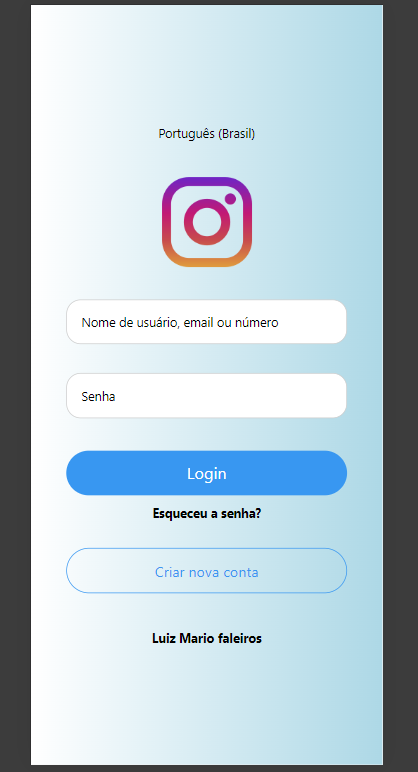 Português (Brasil)
Nome de usuário, email ou número
Senha
Login
Esqueceu a senha?
Criar nova conta
Luiz Mario faleiros